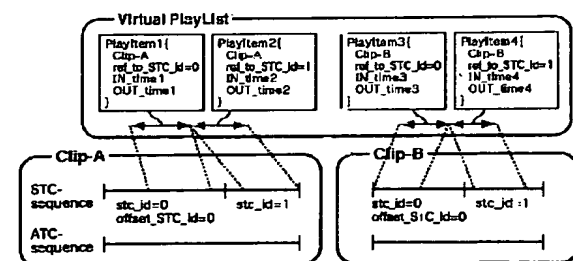 Virtual PlayList
PlayItem1{
Clip-A
ref_to_STC_id=0
IN_time1
OUT_time1
}
PlayItem2{
Clip-A
ref_to_STC_id=1
IN_time2
OUT_time2
}
PlayItem3{
Clip-B
ref_to_STC_id=0
IN_time3
OUT_time3
}
PlayItem4{
Clip-B
ref_to_STC_id=1
IN_time4
OUT_time4
}
Clip-A
STC-
sequence
stc_id=0
offset_STC_id=0
stc_id=1
ATC-
sequence
Clip-B
stc_id=0
offset_STC_id=0
stc_id=1